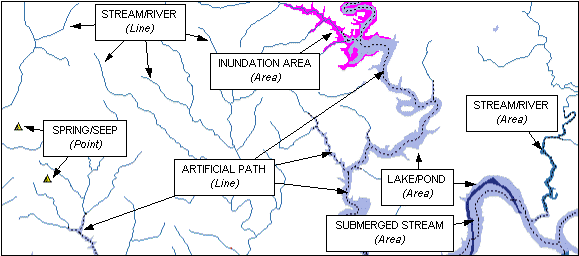 STREAM/RIVER
(Line)
INUNDATION AREA
(Area)
STREAM/RIVER
(Area)
SPRING/SEEP
(Point)
ARTIFICIAL PATH
(Line)
LAKE/POND
(Area)
SUBMERGED STREAM
(Area)